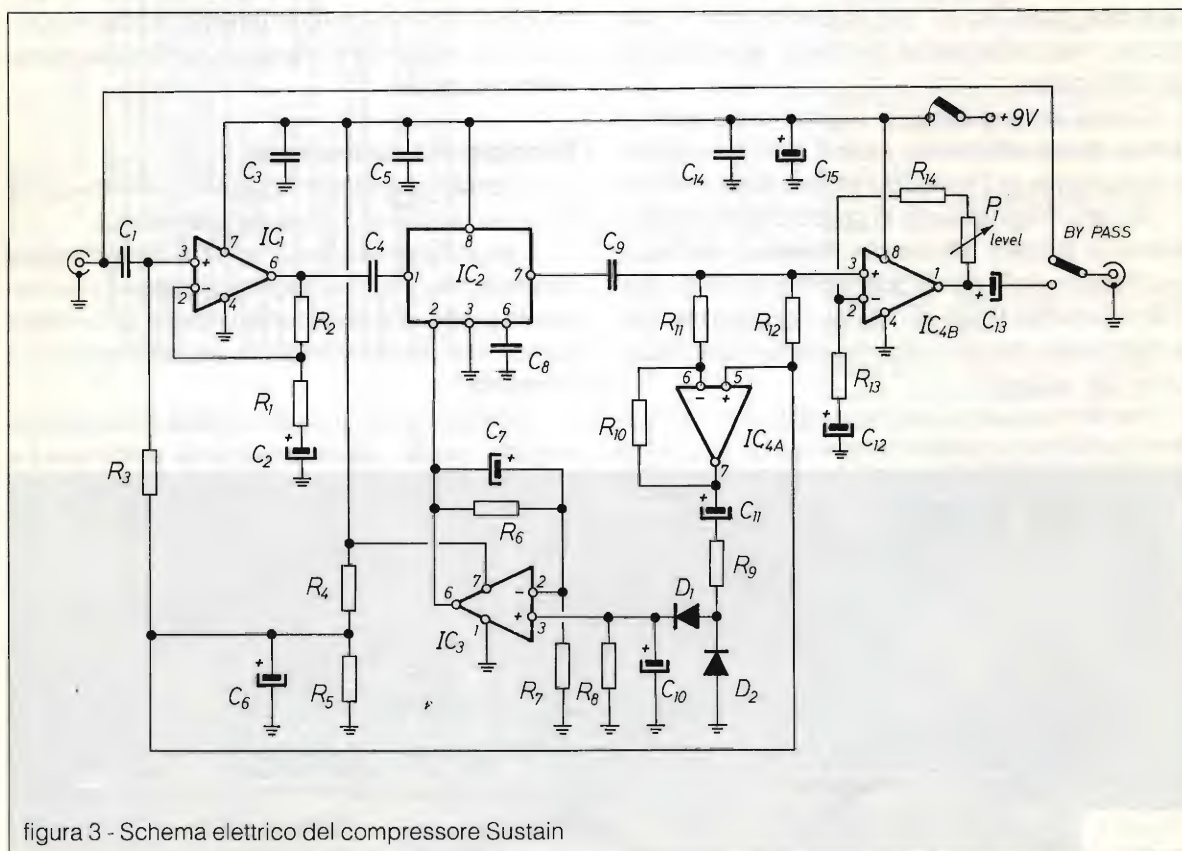 +9V
C1
3
+
2
-
7
6
4
IC1
R2
R1
C2
+
C3
C4
C5
1
8
IC2
7
2
3
6
C8
C9
C14
+
C15
R14
P1
level
BY PASS
3
+
2
-
8
1
4
IC4B
+
C13
R11
R12
R13
+
C12
R10
6
-
5
+
IC4A
7
+
C11
R9
R3
C7
+
R6
R4
7
6
2
-
+
3
1
IC3
D1
D2
+
C6
R5
R7
R8
+
C10
figura 3 - Schema elettrico del compressore Sustain